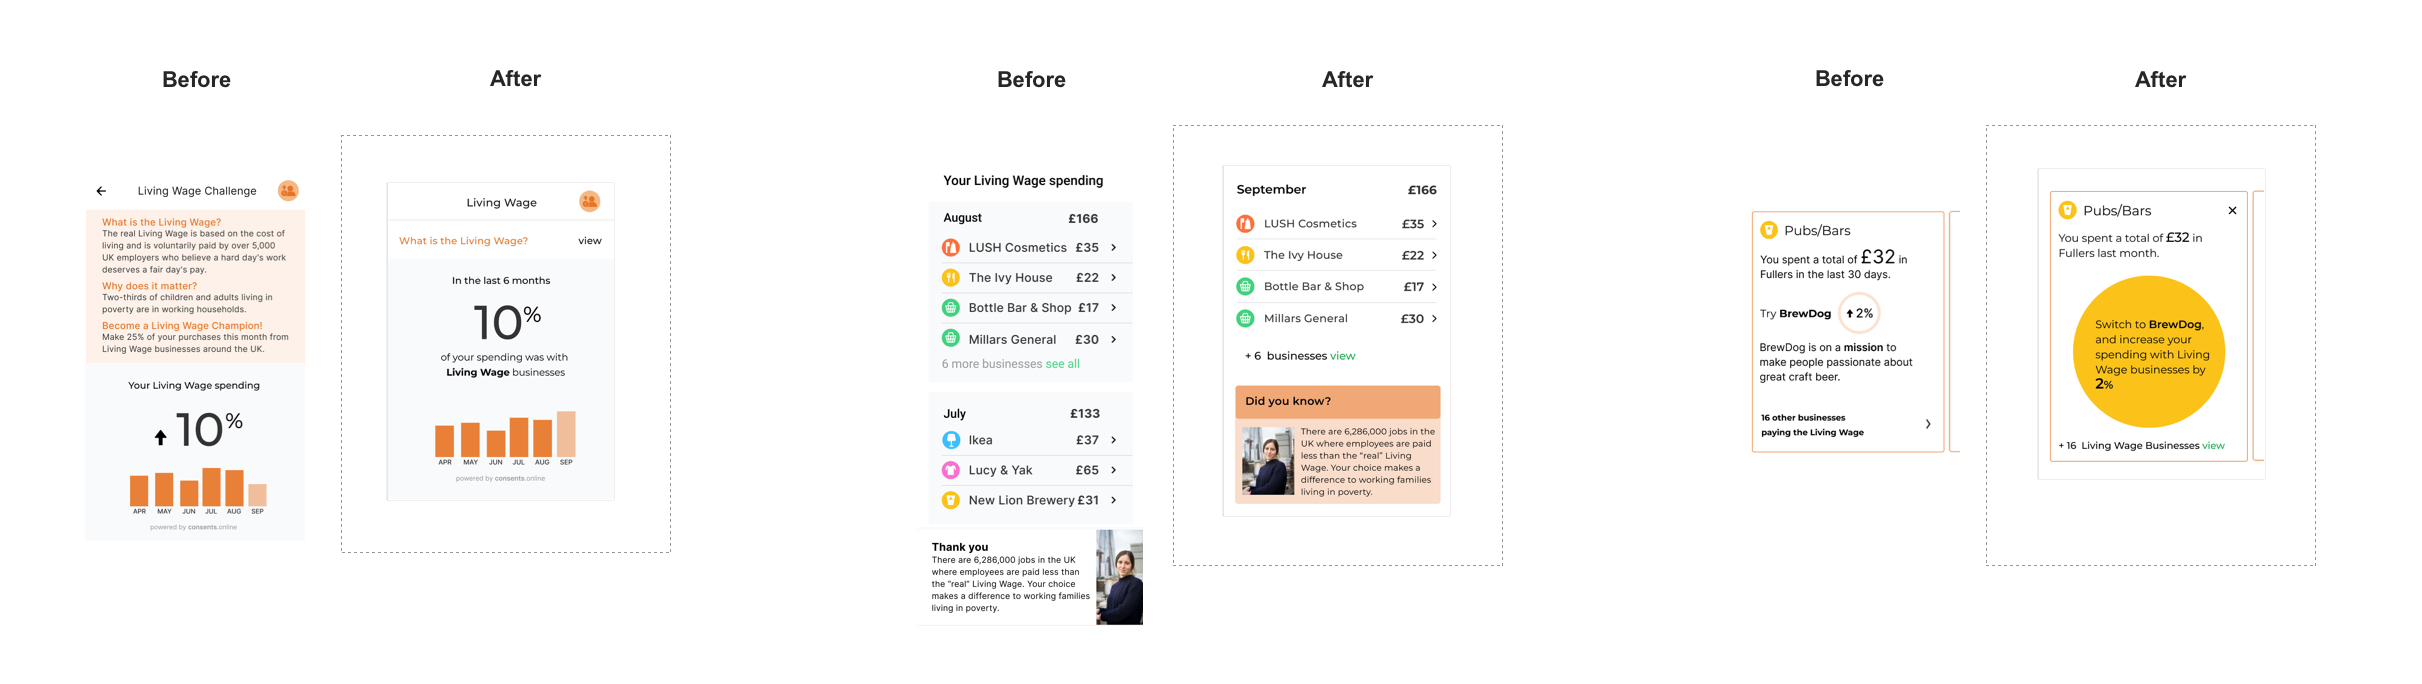 Before
After
Living Wage Challenge
What is the Living Wage?
The real Living Wage is based on the cost of
living and is voluntarily paid by over 5,000
UK employers who believe a hard day's work
deserves a fair day's pay.
Why does it matter?
Two-thirds of children and adults living in
poverty are in working households.
Become a Living Wage Champion!
Make 25% of your purchases this month from
Living Wage businesses around the UK.
Your Living Wage spending
10%
APR MAY JUN JUL AUG SEP
powered by consents.online
Living Wage
What is the Living Wage? view
In the last 6 months
10%
of your spending was with
Living Wage businesses
APR MAY JUN JUL AUG SEP
powered by consents.online
Before
After
Your Living Wage spending
August £166
LUSH Cosmetics £35
The Ivy House £22
Bottle Bar & Shop £17
Millars General £30
6 more businesses see all
July £133
Ikea £37
Lucy & Yak £65
New Lion Brewery £31
Thank you
There are 6,286,000 jobs in the UK
where employees are paid less than
the “real” Living Wage. Your choice
makes a difference to working families
living in poverty.
September £166
LUSH Cosmetics £35
The Ivy House £22
Bottle Bar & Shop £17
Millars General £30
+ 6 businesses view
Did you know?
There are 6,286,000 jobs in the
UK where employees are paid
less than the “real” Living
Wage. Your choice makes a
difference to working families
living in poverty.
Before
After
Pubs/Bars
You spent a total of £32 in
Fullers in the last 30 days.
Try BrewDog 2%
BrewDog is on a mission to
make people passionate about
great craft beer.
16 other businesses
paying the Living Wage
Pubs/Bars
You spent a total of £32 in
Fullers last month.
Switch to BrewDog,
and increase your
spending with Living
Wage businesses by
2%
+ 16 Living Wage Businesses view